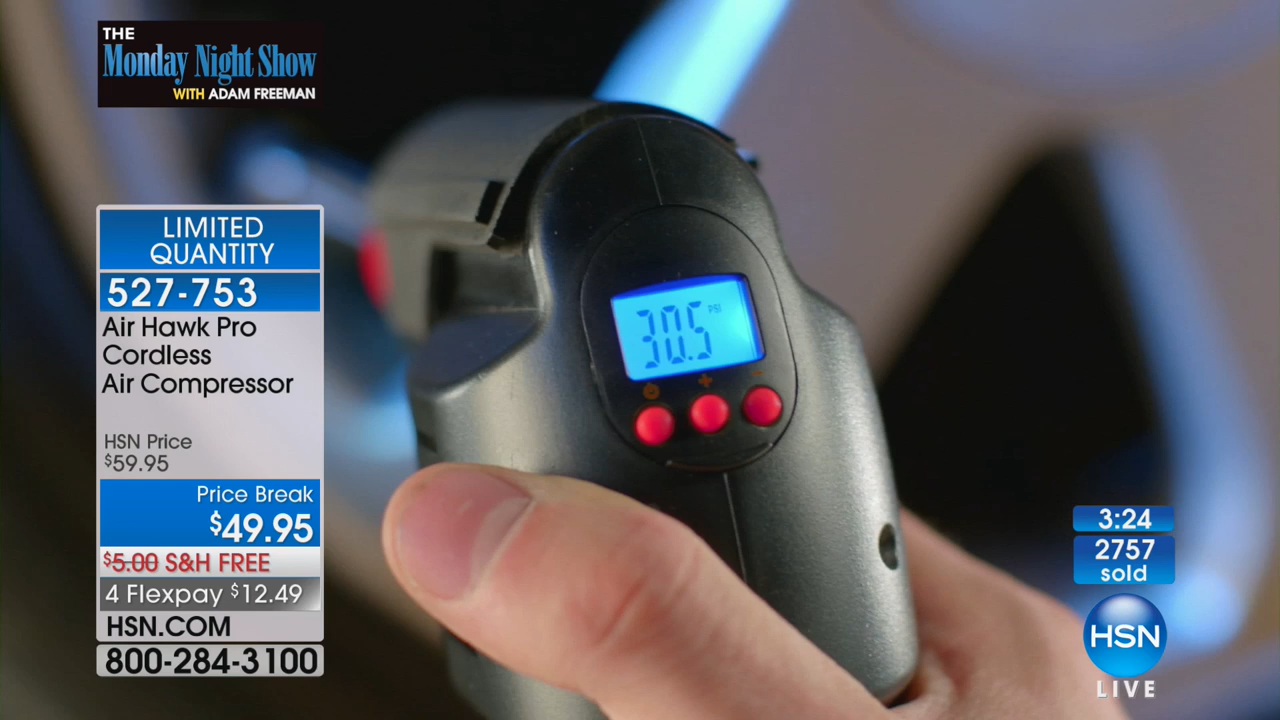 THE
Monday Night Show
WITH ADAM FREEMAN
LIMITED
QUANTITY
527-753
Air Hawk Pro
Cordless
Air Compressor
HSN Price
$59.95
Price Break
$49.95
$5.00 S&H FREE
4 Flexpay $12.49
HSN.COM
800-284-3100
30.5 PSI
+ -
3:24
2757
sold
HSN
LIVE